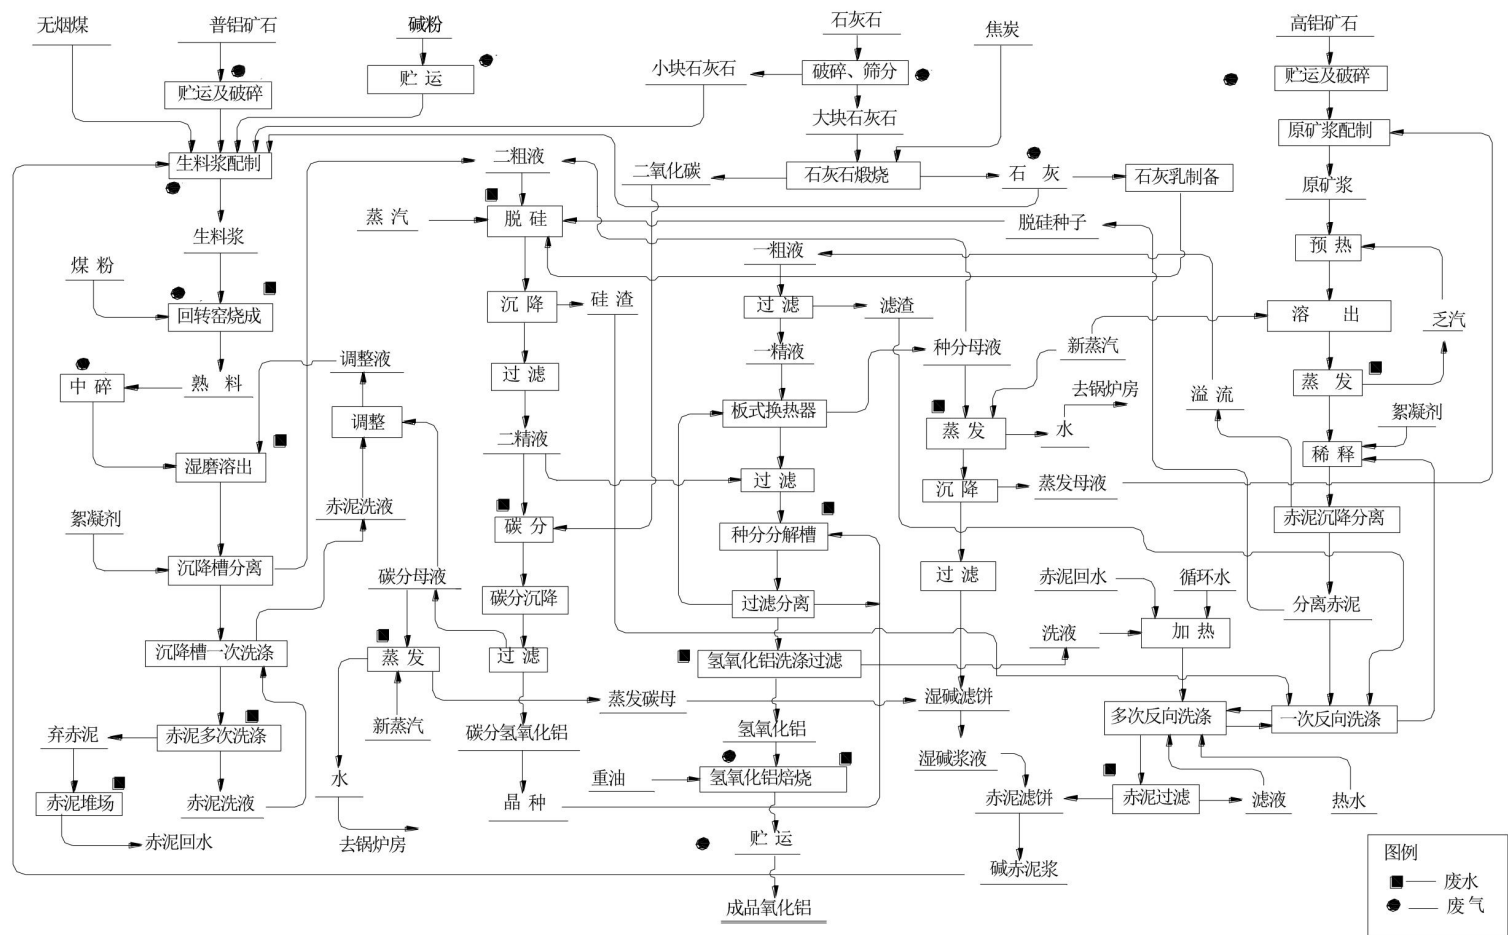 无烟煤
普铝矿石
碱粉
石灰石
焦炭
高铝矿石
贮运及破碎
贮 运
小块石灰石
破碎、筛分
贮运及破碎
大块石灰石
原矿浆配制
生料浆配制
二粗液
二氧化碳
石灰石煅烧
石 灰
石灰乳制备
原矿浆
蒸 汽
脱 硅
脱硅种子
生料浆
一粗液
预 热
煤 粉
回转窑烧成
沉 降
硅 渣
过 滤
滤渣
溶 出
乏汽
调整液
一精液
种分母液
新蒸汽
中 碎
熟 料
过 滤
蒸 发
去锅炉房
溢 流
调整
板式换热器
絮凝剂
二精液
蒸 发
水
稀 释
湿磨溶出
过 滤
沉 降
蒸发母液
赤泥洗液
絮凝剂
碳 分
种分分解槽
赤泥沉降分离
沉降槽分离
碳分母液
过 滤
赤泥回水
循环水
碳分沉降
过滤分离
分离赤泥
洗液
加 热
沉降槽一次洗涤
蒸 发
过 滤
氢氧化铝洗涤过滤
蒸发碳母
湿碱滤饼
新蒸汽
多次反向洗涤
一次反向洗涤
弃赤泥
赤泥多次洗涤
碳分氢氧化铝
氢氧化铝
湿碱浆液
水
重油
氢氧化铝焙烧
赤泥堆场
赤泥洗液
晶 种
赤泥滤饼
赤泥过滤
滤液
热水
赤泥回水
去锅炉房
贮 运
碱赤泥浆
图例
废水
废气
成品氧化铝